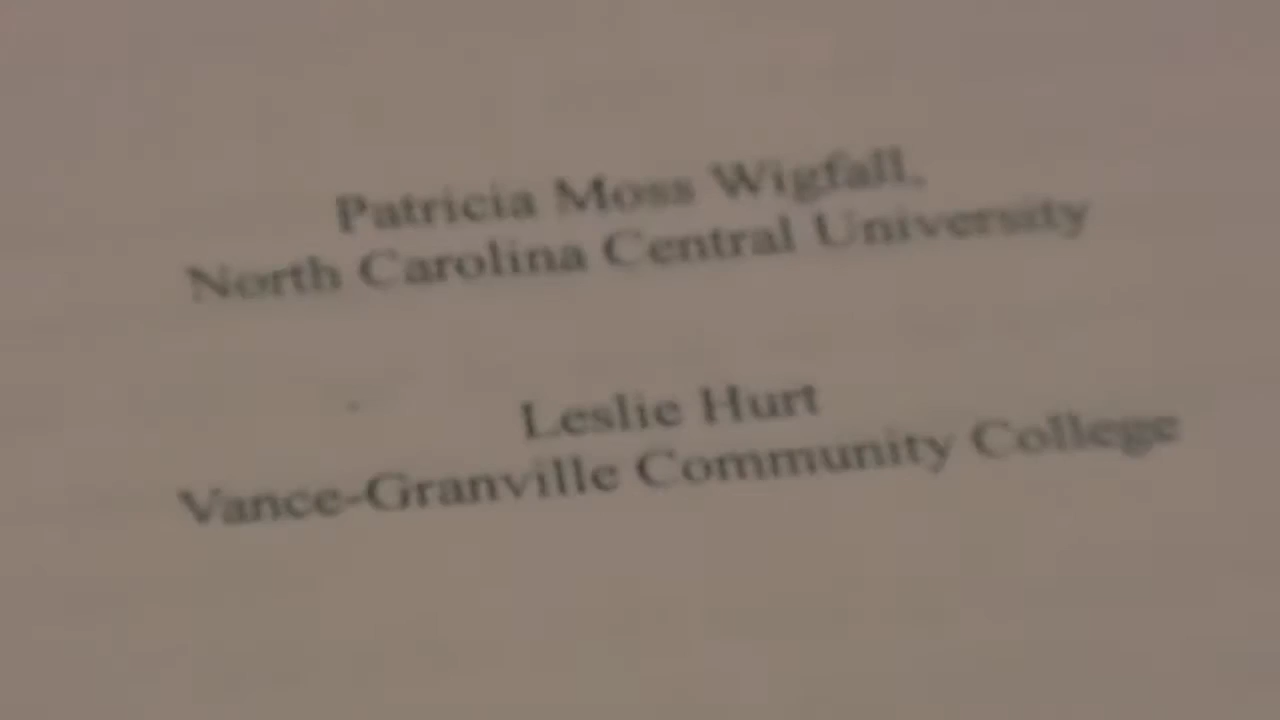 Patricia Moss Wigfall,
North Carolina Central University
Leslie Hurt
Vance-Granville Community College